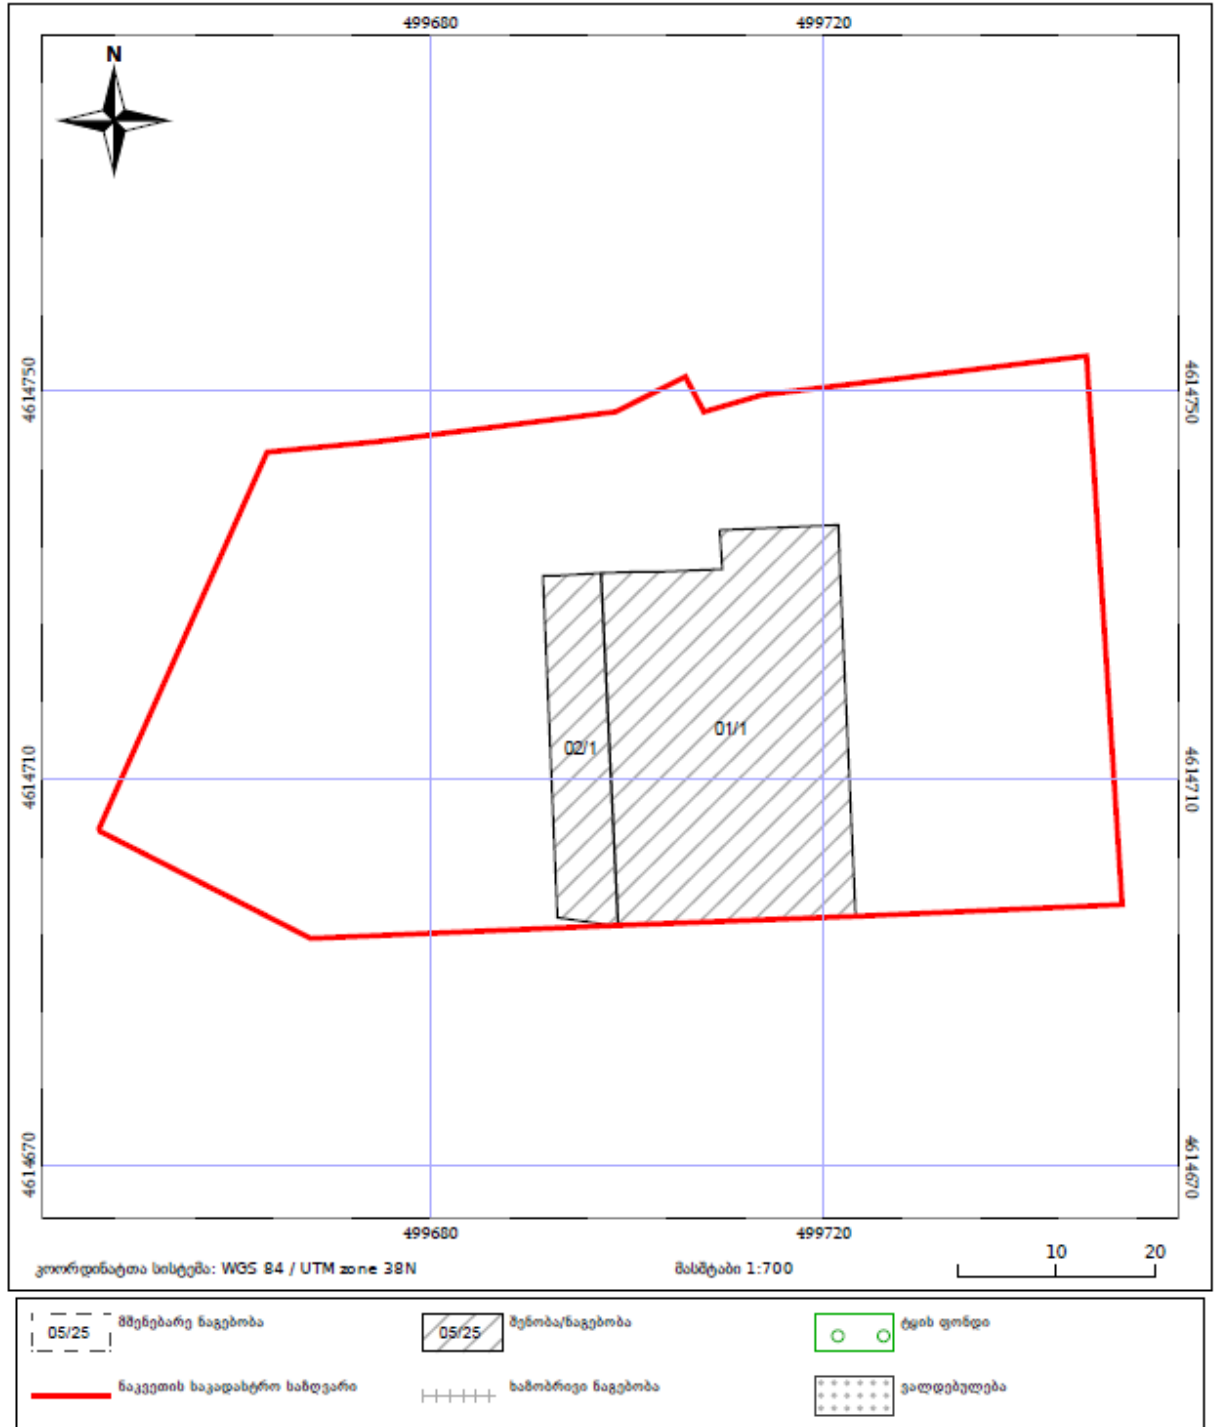 499680 499720
N
4614750 4614750
01/1
02/1
4614710 4614710
4614670 4614670
499680 499720
კოორდინატთა სისტემა: WGS 84 / UTM zone 38N მასშტაბი 1:700 10 20
05/25 მშენებარე ნაგებობა 05/25 შენობა/ნაგებობა ტყის ფონდი
ნაკვეთის საკადასტრო საზღვარი ხაზობრივი ნაგებობა ვალდებულება